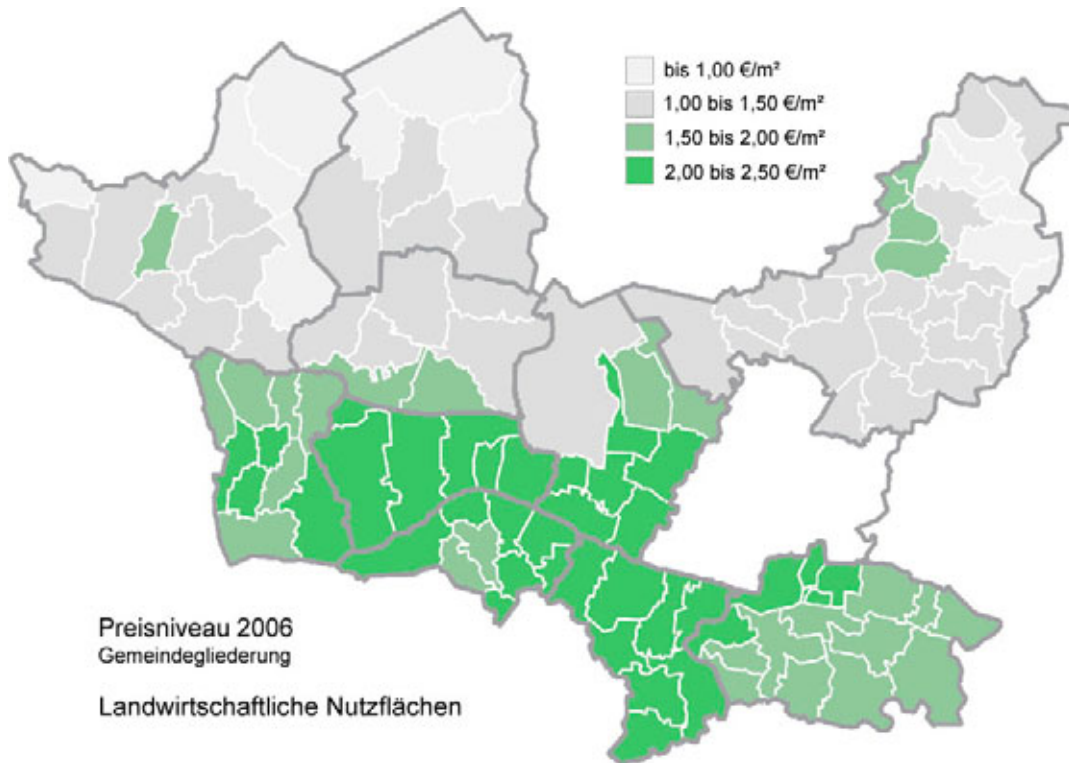 bis 1,00 €/m²
1,00 bis 1,50 €/m²
1,50 bis 2,00 €/m²
2,00 bis 2,50 €/m²
Preisniveau 2006
Gemeindegliederung
Landwirtschaftliche Nutzflächen